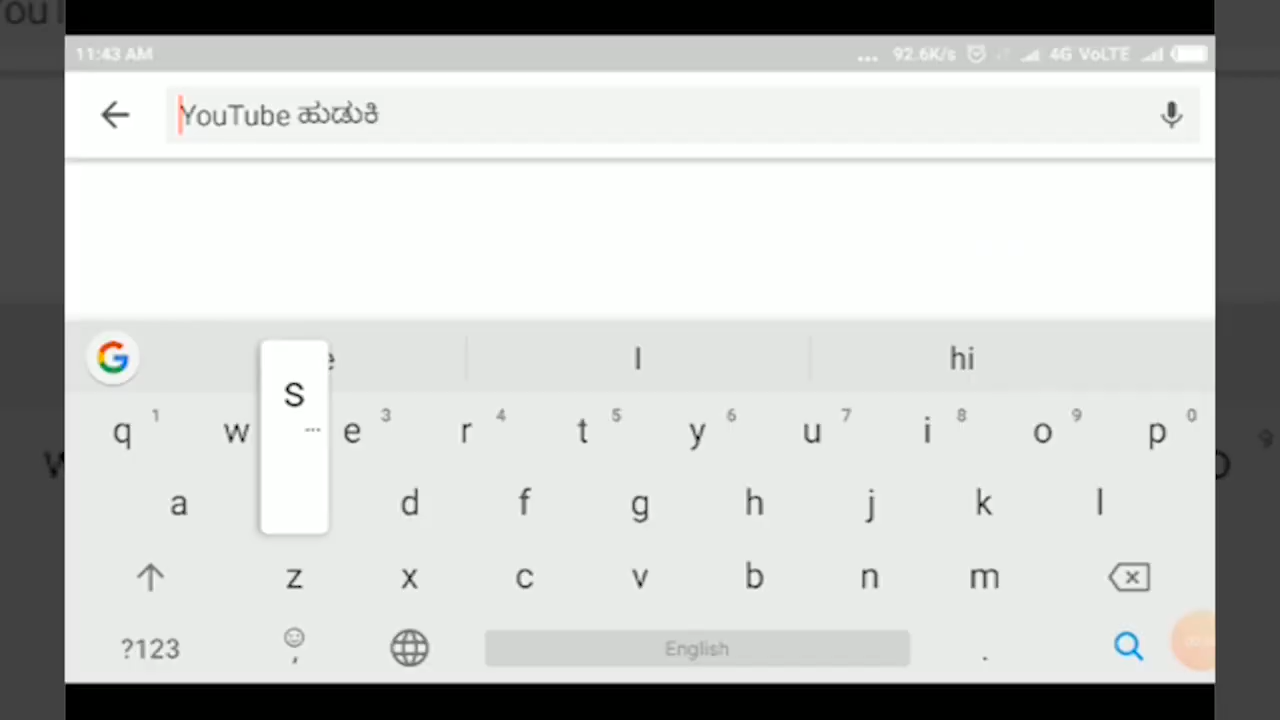 11:43 AM ... 92.6K/s 4G VoLTE
YouTube ಹುಡುಕಿ
I hi
S
q 1 w e 3 r 4 t 5 y 6 u 7 i 8 o 9 p 0
a d f g h j k l
z x c v b n m
?123 , English .